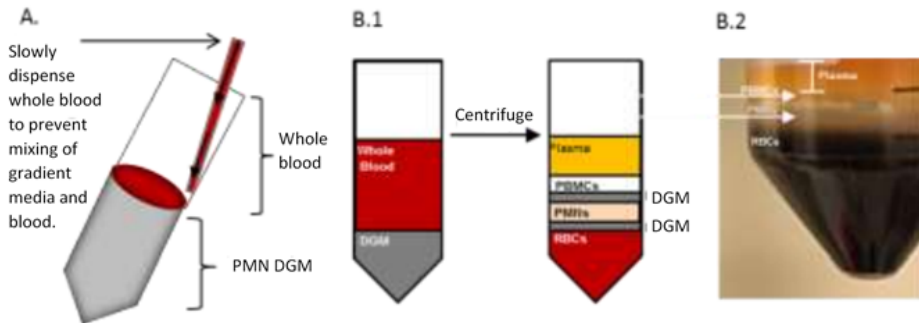 A.
Slowly
dispense
whole blood
to prevent
mixing of
gradient
media and
blood.
Whole
blood
PMN DGM
B.1
Whole
Blood
DGM
Centrifuge
Plasma
PBMCs
DGM
PMNs
DGM
RBCs
B.2
Plasma
PBMCs
RBCs